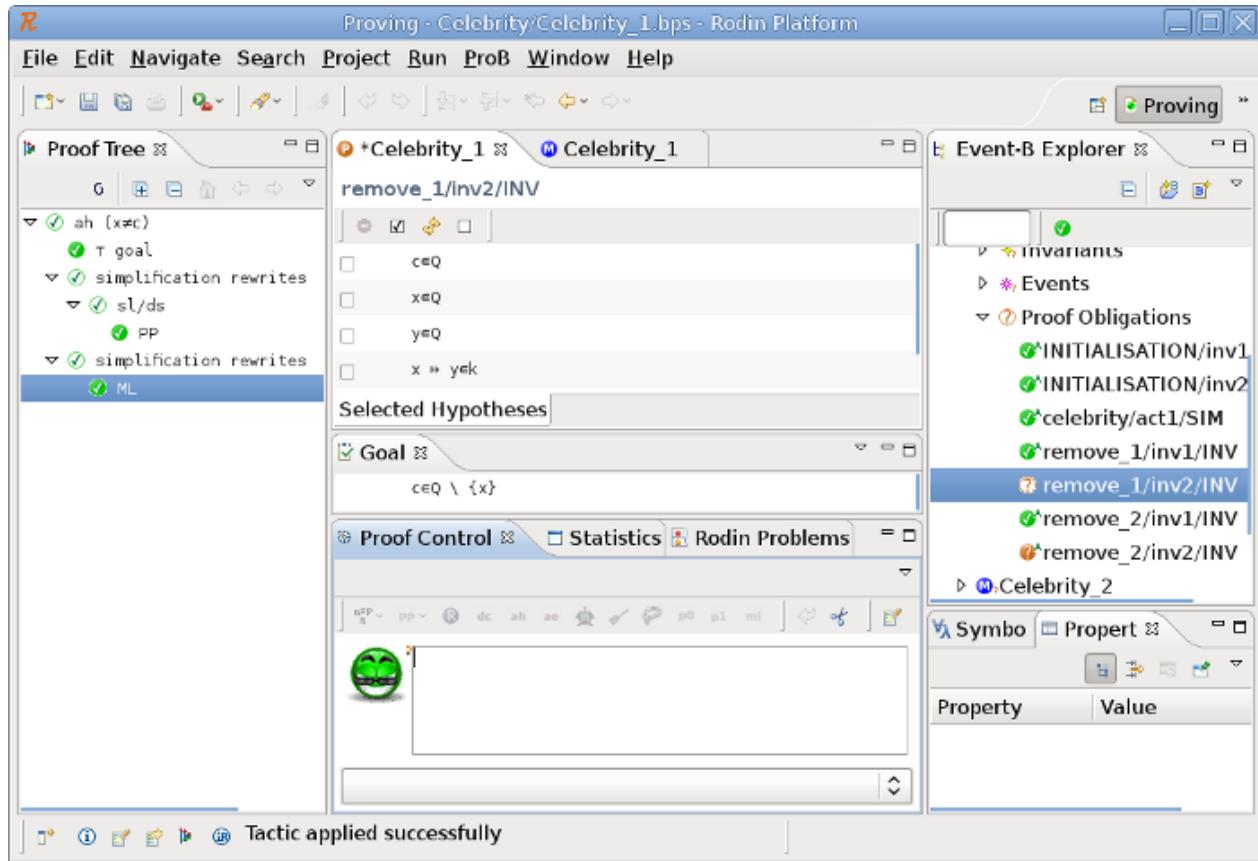 Proving - Celebrity/Celebrity_1.bps - Rodin Platform
File Edit Navigate Search Project Run ProB Window Help
Proving
Proof Tree
G
ah (x≠c)
⊤ goal
simplification rewrites
sl/ds
PP
simplification rewrites
ML
*Celebrity_1
Celebrity_1
remove_1/inv2/INV
c∈Q
x∈Q
y∈Q
x ↦ y∈k
Selected Hypotheses
Goal
c∈Q \ {x}
Proof Control
Statistics
Rodin Problems
pp
R
dc
ah
ae
p0
p1
ml
Event-B Explorer
Invariants
Events
Proof Obligations
INITIALISATION/inv1
INITIALISATION/inv2
celebrity/act1/SIM
remove_1/inv1/INV
remove_1/inv2/INV
remove_2/inv1/INV
remove_2/inv2/INV
Celebrity_2
Symbo
Propert
Property Value
Tactic applied successfully